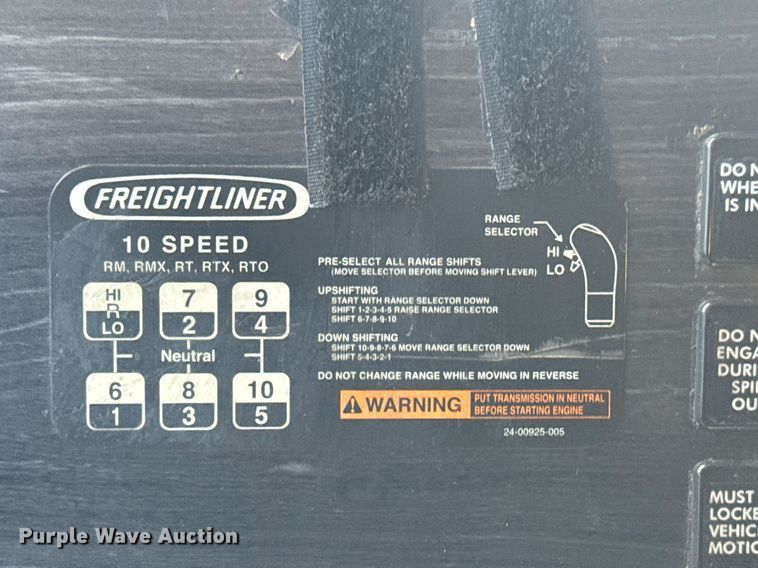 FREIGHTLINER
10 SPEED
RM, RMX, RT, RTX, RTO
HI
R
LO
7
2
9
4
Neutral
6
1
8
3
10
5
RANGE
SELECTOR
HI
LO
PRE-SELECT ALL RANGE SHIFTS
(MOVE SELECTOR BEFORE MOVING SHIFT LEVER)
UPSHIFTING
START WITH RANGE SELECTOR DOWN
SHIFT 1-2-3-4-5 RAISE RANGE SELECTOR
SHIFT 6-7-8-9-10
DOWN SHIFTING
SHIFT 10-9-8-7-6 MOVE RANGE SELECTOR DOWN
SHIFT 5-4-3-2-1
DO NOT CHANGE RANGE WHILE MOVING IN REVERSE
WARNING
PUT TRANSMISSION IN NEUTRAL
BEFORE STARTING ENGINE
24-00925-005
DO
WHE
IS IN
DO
ENGA
DURI
SPI
OU
MUST
LOCKE
VEHIC
MOTIO
Purple Wave Auction